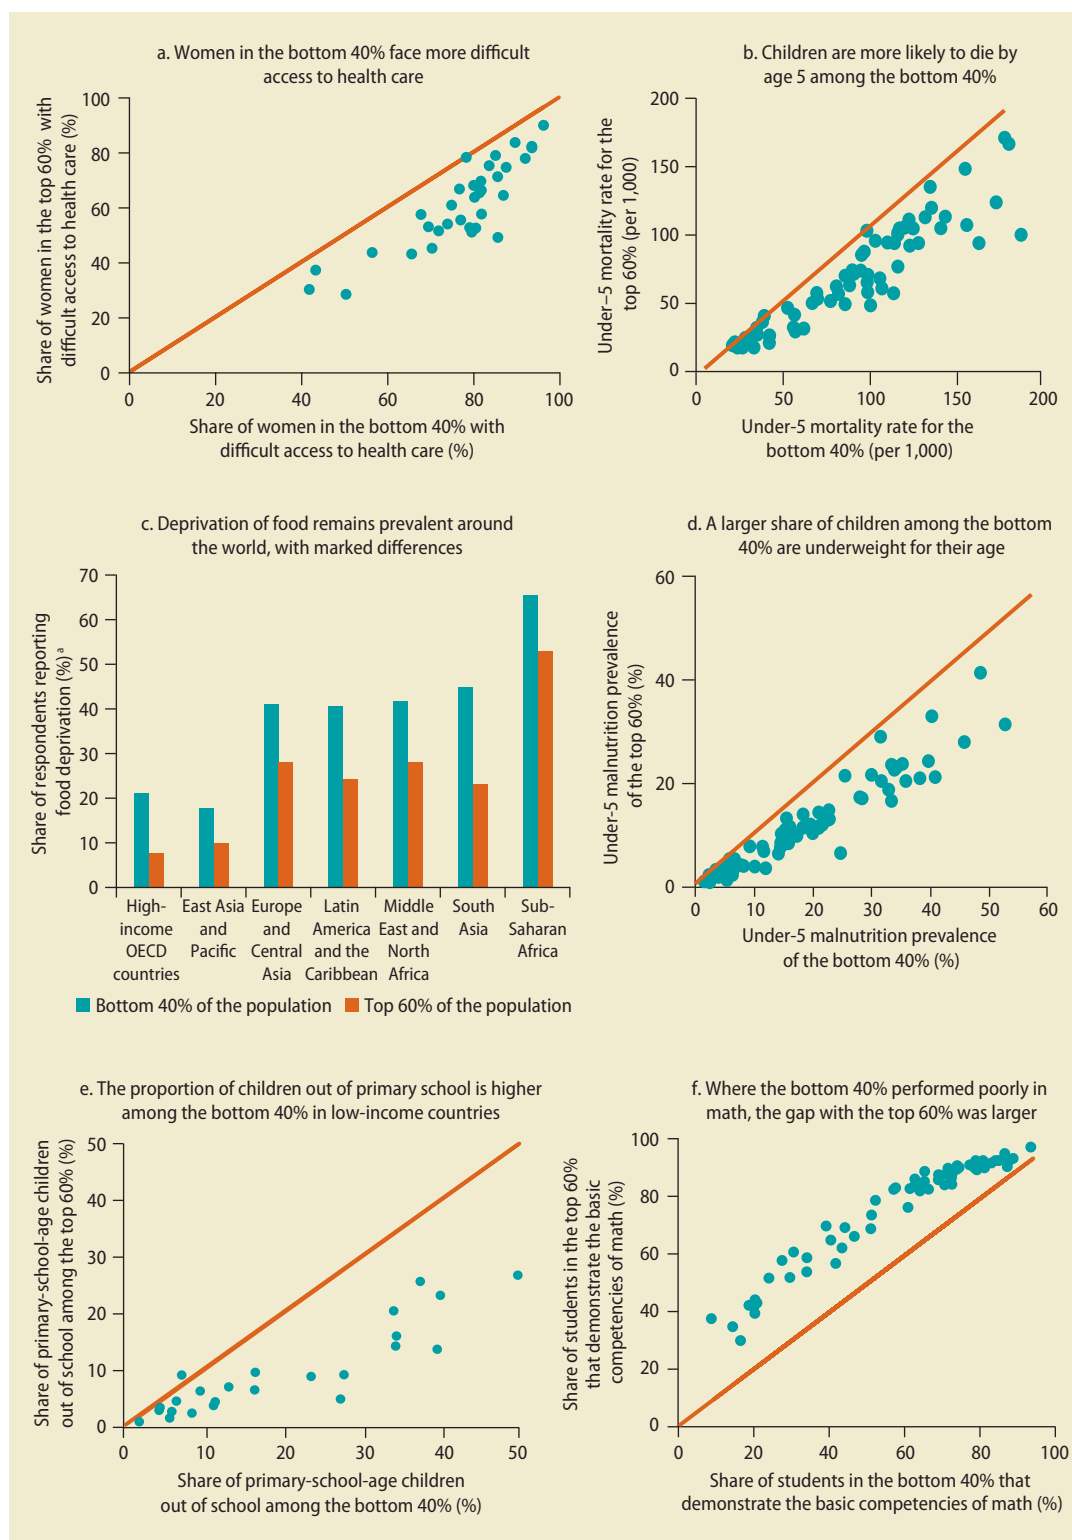 a. Women in the bottom 40% face more difficult
access to health care
100
80
60
40
20
0
0
20
40
60
80
100
Share of women in the top 60% with
difficult access to health care (%)
Share of women in the bottom 40% with
difficult access to health care (%)
b. Children are more likely to die by
age 5 among the bottom 40%
200
150
100
50
0
0
50
100
150
200
Under–5 mortality rate for the
top 60% (per 1,000)
Under-5 mortality rate for the
bottom 40% (per 1,000)
c. Deprivation of food remains prevalent around
the world, with marked differences
70
60
50
40
30
20
10
0
Share of respondents reporting
food deprivation (%)a
High-
income
OECD
countries
East Asia
and
Pacific
Europe
and
Central
Asia
Latin
America
and the
Caribbean
Middle
East and
North
Africa
South
Asia
Sub-
Saharan
Africa
Bottom 40% of the population
Top 60% of the population
d. A larger share of children among the bottom
40% are underweight for their age
60
40
20
0
0
10
20
30
40
50
60
Under-5 malnutrition prevalence
of the top 60% (%)
Under-5 malnutrition prevalence
of the bottom 40% (%)
e. The proportion of children out of primary school is higher
among the bottom 40% in low-income countries
50
40
30
20
10
0
0
10
20
30
40
50
Share of primary-school-age children
out of school among the top 60% (%)
Share of primary-school-age children
out of school among the bottom 40% (%)
f. Where the bottom 40% performed poorly in
math, the gap with the top 60% was larger
100
80
60
40
20
0
0
20
40
60
80
100
Share of students in the top 60%
that demonstrate the basic
competencies of math (%)
Share of students in the bottom 40% that
demonstrate the basic competencies of math (%)